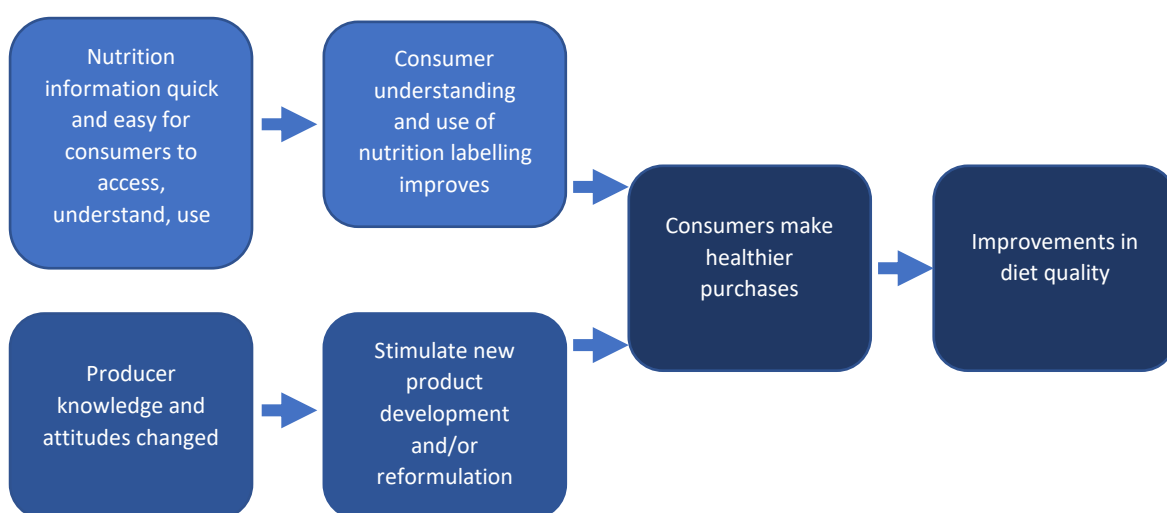 Nutrition
information quick
and easy for
consumers to
access,
understand, use
Consumer
understanding
and use of
nutrition labelling
improves
Producer
knowledge and
attitudes changed
Stimulate new
product
development
and/or
reformulation
Consumers make
healthier
purchases
Improvements in
diet quality